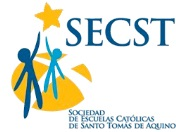 SECST
SOCIEDAD
DE ESCUELAS CATÓLICAS
DE SANTO TOMÁS DE AQUINO